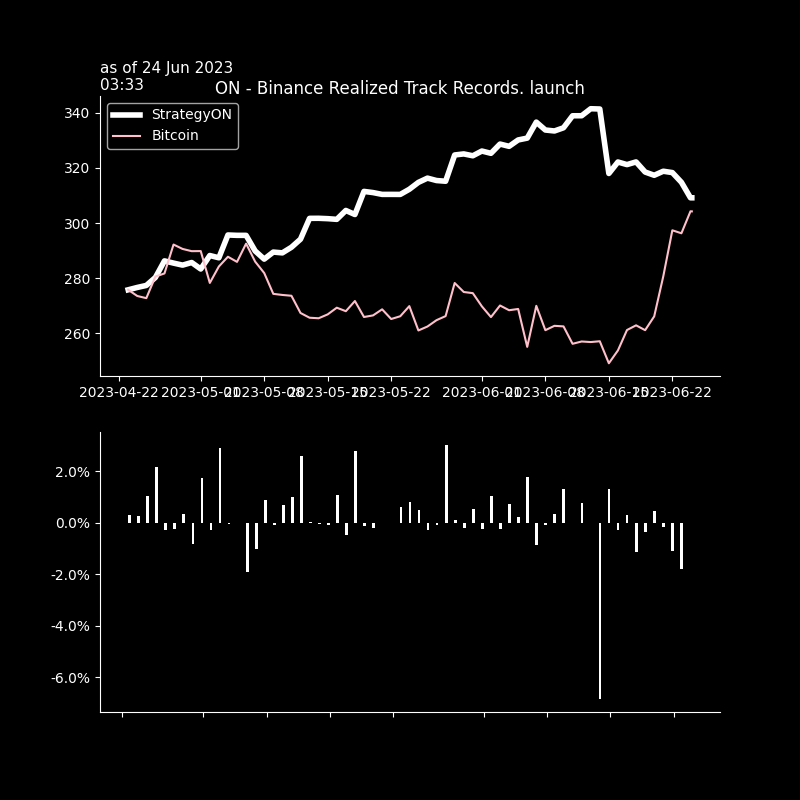 as of 24 Jun 2023
03:33
ON - Binance Realized Track Records. launch
StrategyON
Bitcoin
340
320
300
280
260
2023-04-22 2023-05-01 2023-05-08 2023-05-15 2023-05-22 2023-06-01 2023-06-08 2023-06-15 2023-06-22
2.0%
0.0%
-2.0%
-4.0%
-6.0%